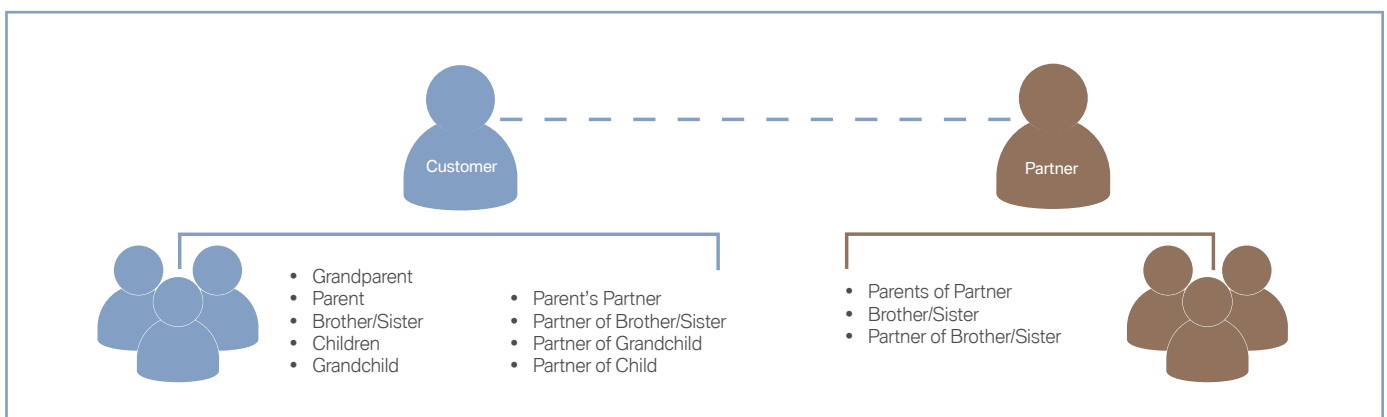 Customer
Partner
• Grandparent
• Parent
• Brother/Sister
• Children
• Grandchild
• Parent’s Partner
• Partner of Brother/Sister
• Partner of Grandchild
• Partner of Child
• Parents of Partner
• Brother/Sister
• Partner of Brother/Sister